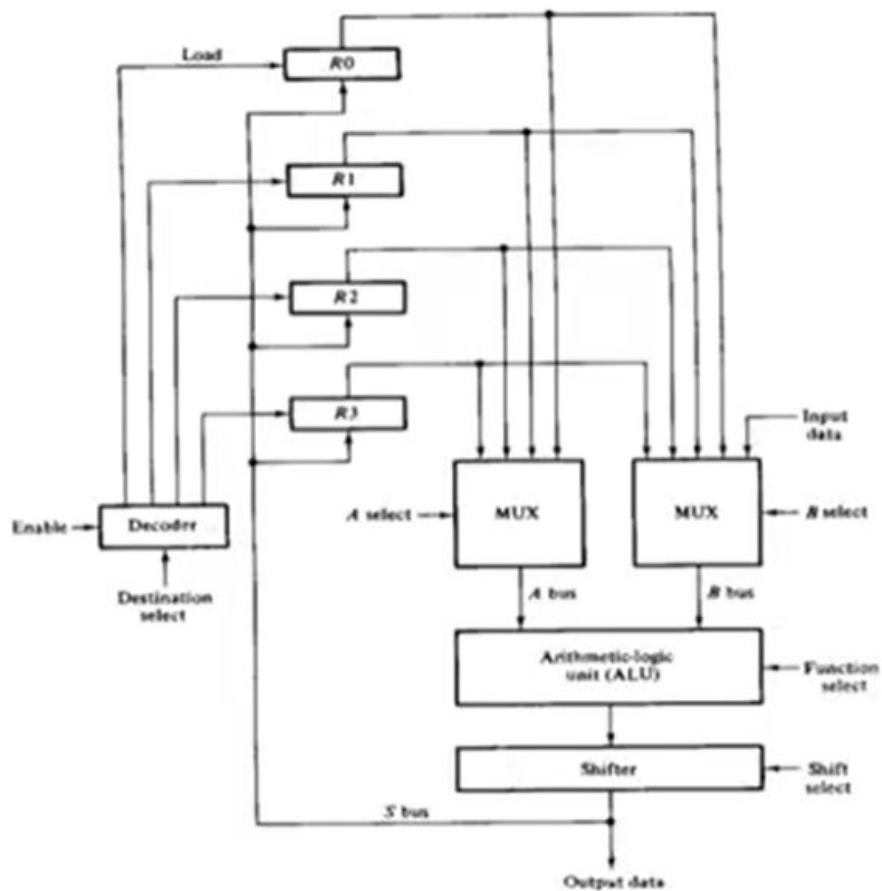 Load
R0
R1
R2
R3
Input
data
A select
MUX
MUX
B select
Enable
Decoder
Destination
select
A bus
B bus
Arithmetic-logic
unit (ALU)
Function
select
Shifter
Shift
select
S bus
Output data